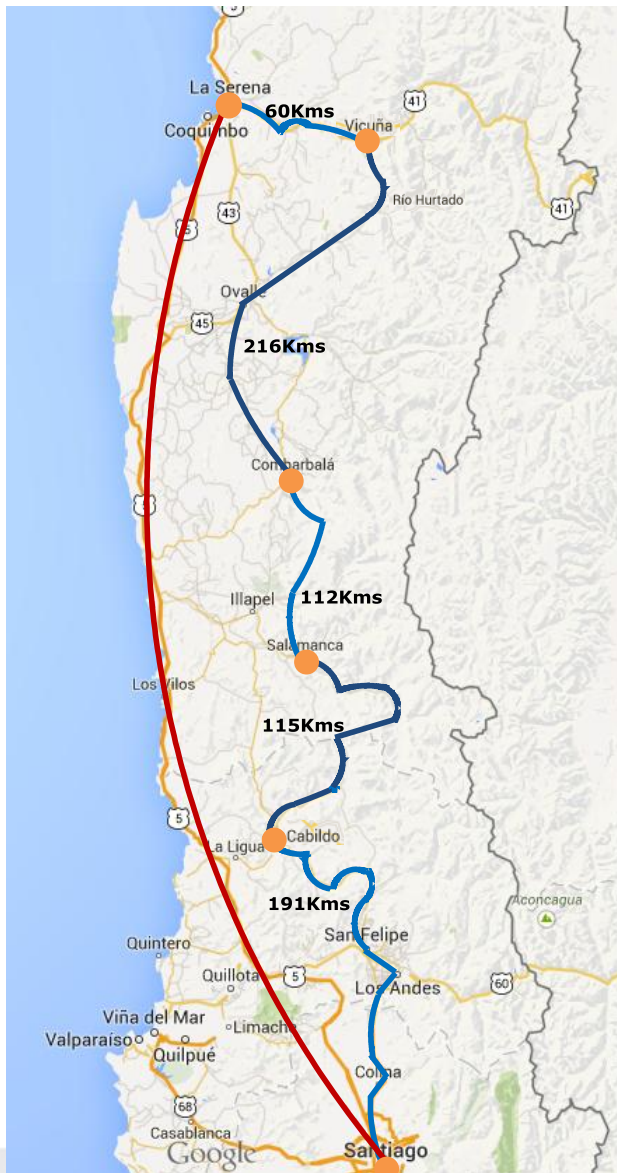 5
La Serena
60Kms
41
Coquimbo
Vicuña
Río Hurtado
41
43
5
Ovalle
45
216Kms
Combarbalá
5
Illapel
112Kms
Salamanca
Los Vilos
115Kms
5
Cabildo
La Ligua
191Kms
Aconcagua
San Felipe
Quintero
5
60
Quillota
Los Andes
Viña del Mar
Limache
Valparaíso
Quilpué
Colina
68
Casablanca
Santiago
Google